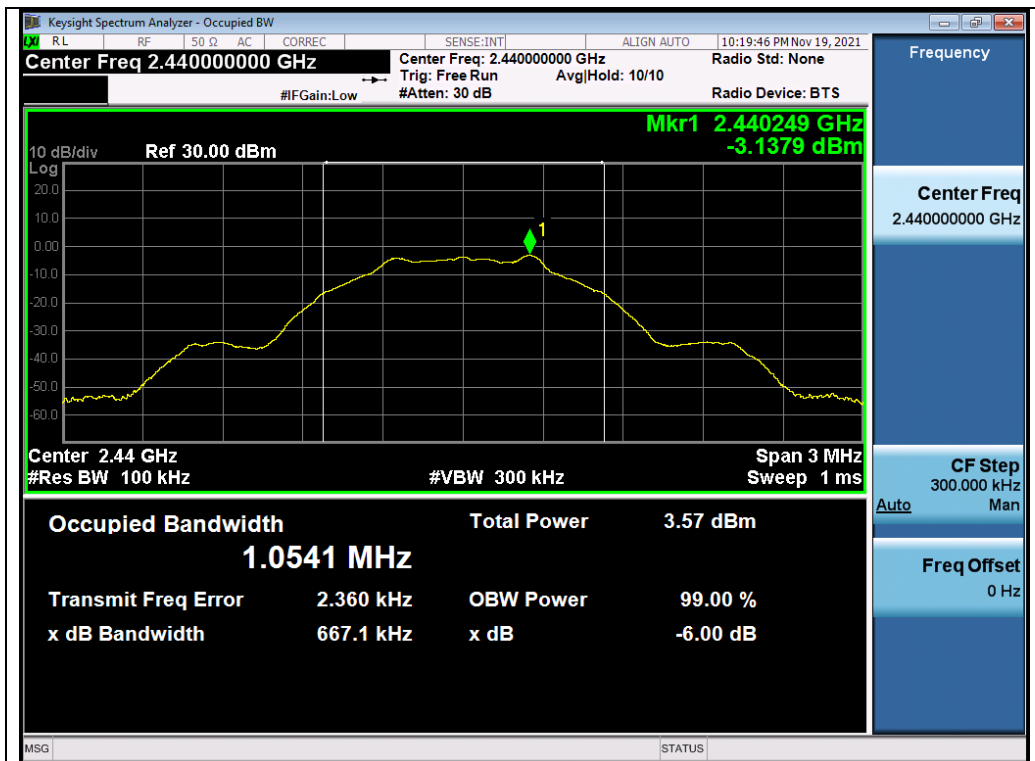 Keysight Spectrum Analyzer - Occupied BW
LXI RL RF 50 Ω AC CORREC SENSE:INT ALIGN AUTO 10:19:46 PM Nov 19, 2021
Center Freq 2.440000000 GHz
Center Freq: 2.440000000 GHz
Radio Std: None
Trig: Free Run Avg|Hold: 10/10
#IFGain:Low
#Atten: 30 dB
Radio Device: BTS
Mkr1 2.440249 GHz
-3.1379 dBm
10 dB/div Ref 30.00 dBm
Log
20.0
10.0
0.00
-10.0
-20.0
-30.0
-40.0
-50.0
-60.0
1
Center 2.44 GHz Span 3 MHz
#Res BW 100 kHz #VBW 300 kHz Sweep 1 ms
Occupied Bandwidth Total Power 3.57 dBm
1.0541 MHz
Transmit Freq Error 2.360 kHz OBW Power 99.00 %
x dB Bandwidth 667.1 kHz x dB -6.00 dB
MSG STATUS
Frequency
Center Freq
2.440000000 GHz
CF Step
300.000 kHz
Auto Man
Freq Offset
0 Hz